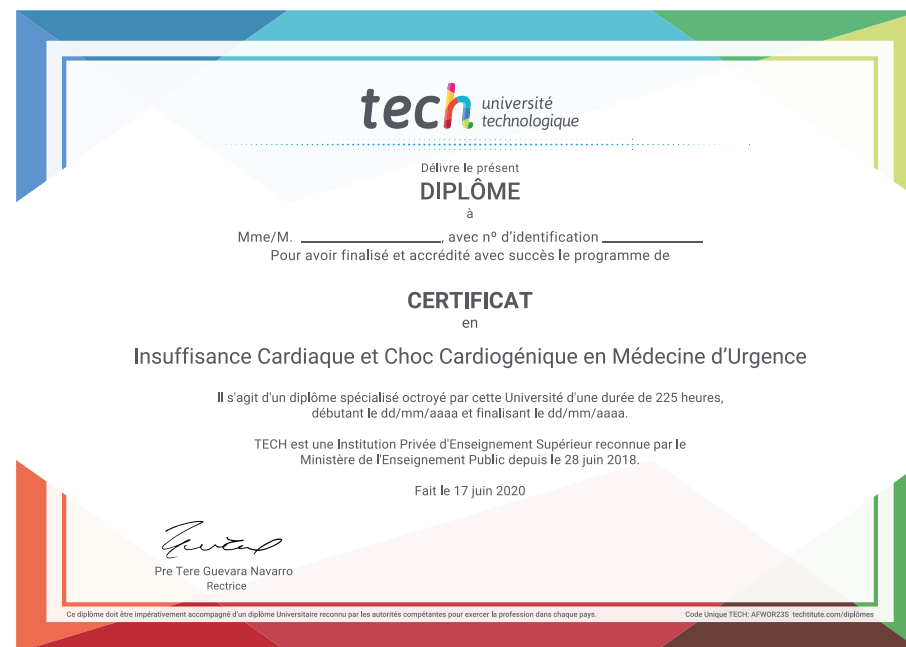 tech université
technologique
Délivre le présent
DIPLÔME
à
Mme/M. ____________________, avec nº d'identification ______________
Pour avoir finalisé et accrédité avec succès le programme de
CERTIFICAT
en
Insuffisance Cardiaque et Choc Cardiogénique en Médecine d'Urgence
Il s'agit d'un diplôme spécialisé octroyé par cette Université d'une durée de 225 heures,
débutant le dd/mm/aaaa et finalisant le dd/mm/aaaa.
TECH est une Institution Privée d'Enseignement Supérieur reconnue par le
Ministère de l'Enseignement Public depuis le 28 juin 2018.
Fait le 17 juin 2020
Pre Tere Guevara Navarro
Rectrice
Ce diplôme doit être impérativement accompagné d'un diplôme Universitaire reconnu par les autorités compétantes pour exercer la profession dans chaque pays.
Code Unique TECH: AFWOR23S techtitute.com/diplômes